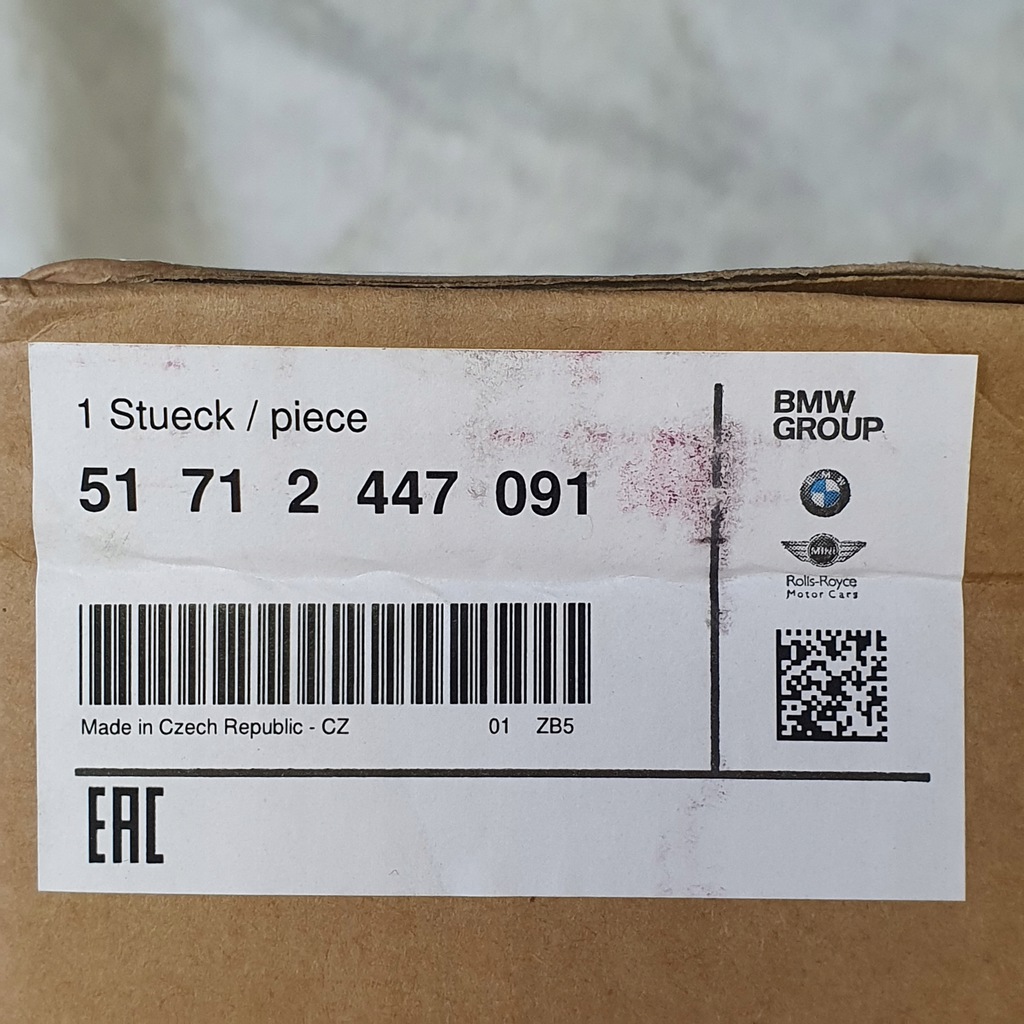 1 Stueck / piece
51 71 2 447 091
Made in Czech Republic - CZ 01 ZB5
EAC
BMW
GROUP
BMW
MINI
Rolls-Royce
Motor Cars